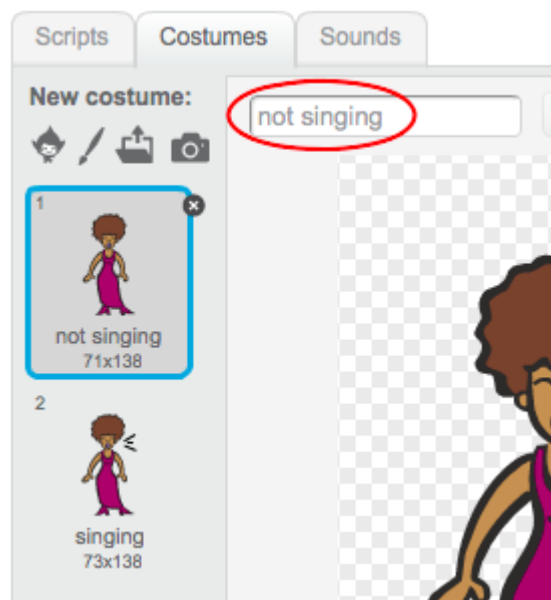 Scripts Costumes Sounds
New costume:
not singing
1
not singing
71x138
2
singing
73x138